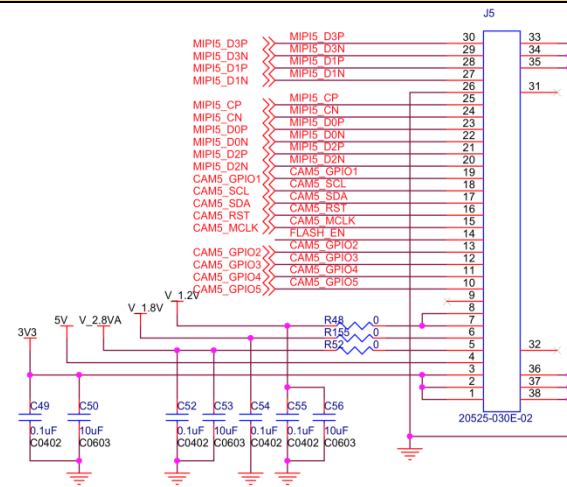 J5
MIPI5_D3P MIPI5_D3P 30 33
MIPI5_D3N MIPI5_D3N 29 34
MIPI5_D1P MIPI5_D1P 28 35
MIPI5_D1N MIPI5_D1N 27
26 31
MIPI5_CP MIPI5_CP 25
MIPI5_CN MIPI5_CN 24
MIPI5_D0P MIPI5_D0P 23
MIPI5_D0N MIPI5_D0N 22
MIPI5_D2P MIPI5_D2P 21
MIPI5_D2N MIPI5_D2N 20
CAM5_GPIO1 CAM5_GPIO1 19
CAM5_SCL CAM5_SCL 18
CAM5_SDA CAM5_SDA 17
CAM5_RST CAM5_RST 16
CAM5_MCLK CAM5_MCLK 15
FLASH_EN 14
CAM5_GPIO2 CAM5_GPIO2 13
CAM5_GPIO3 CAM5_GPIO3 12
CAM5_GPIO4 CAM5_GPIO4 11
CAM5_GPIO5 CAM5_GPIO5 10
V_1.2V 9
V_1.8V 8
5V V_2.8VA R48 0 7
3V3 R155 0 6
R52 0 5 32
4
3 36
2 37
1 38
C49 C50 C52 C53 C54 C55 C56
20525-030E-02
0.1uF 10uF 0.1uF 10uF 0.1uF 0.1uF 10uF
C0402 C0603 C0402 C0603 C0402 C0402 C0603